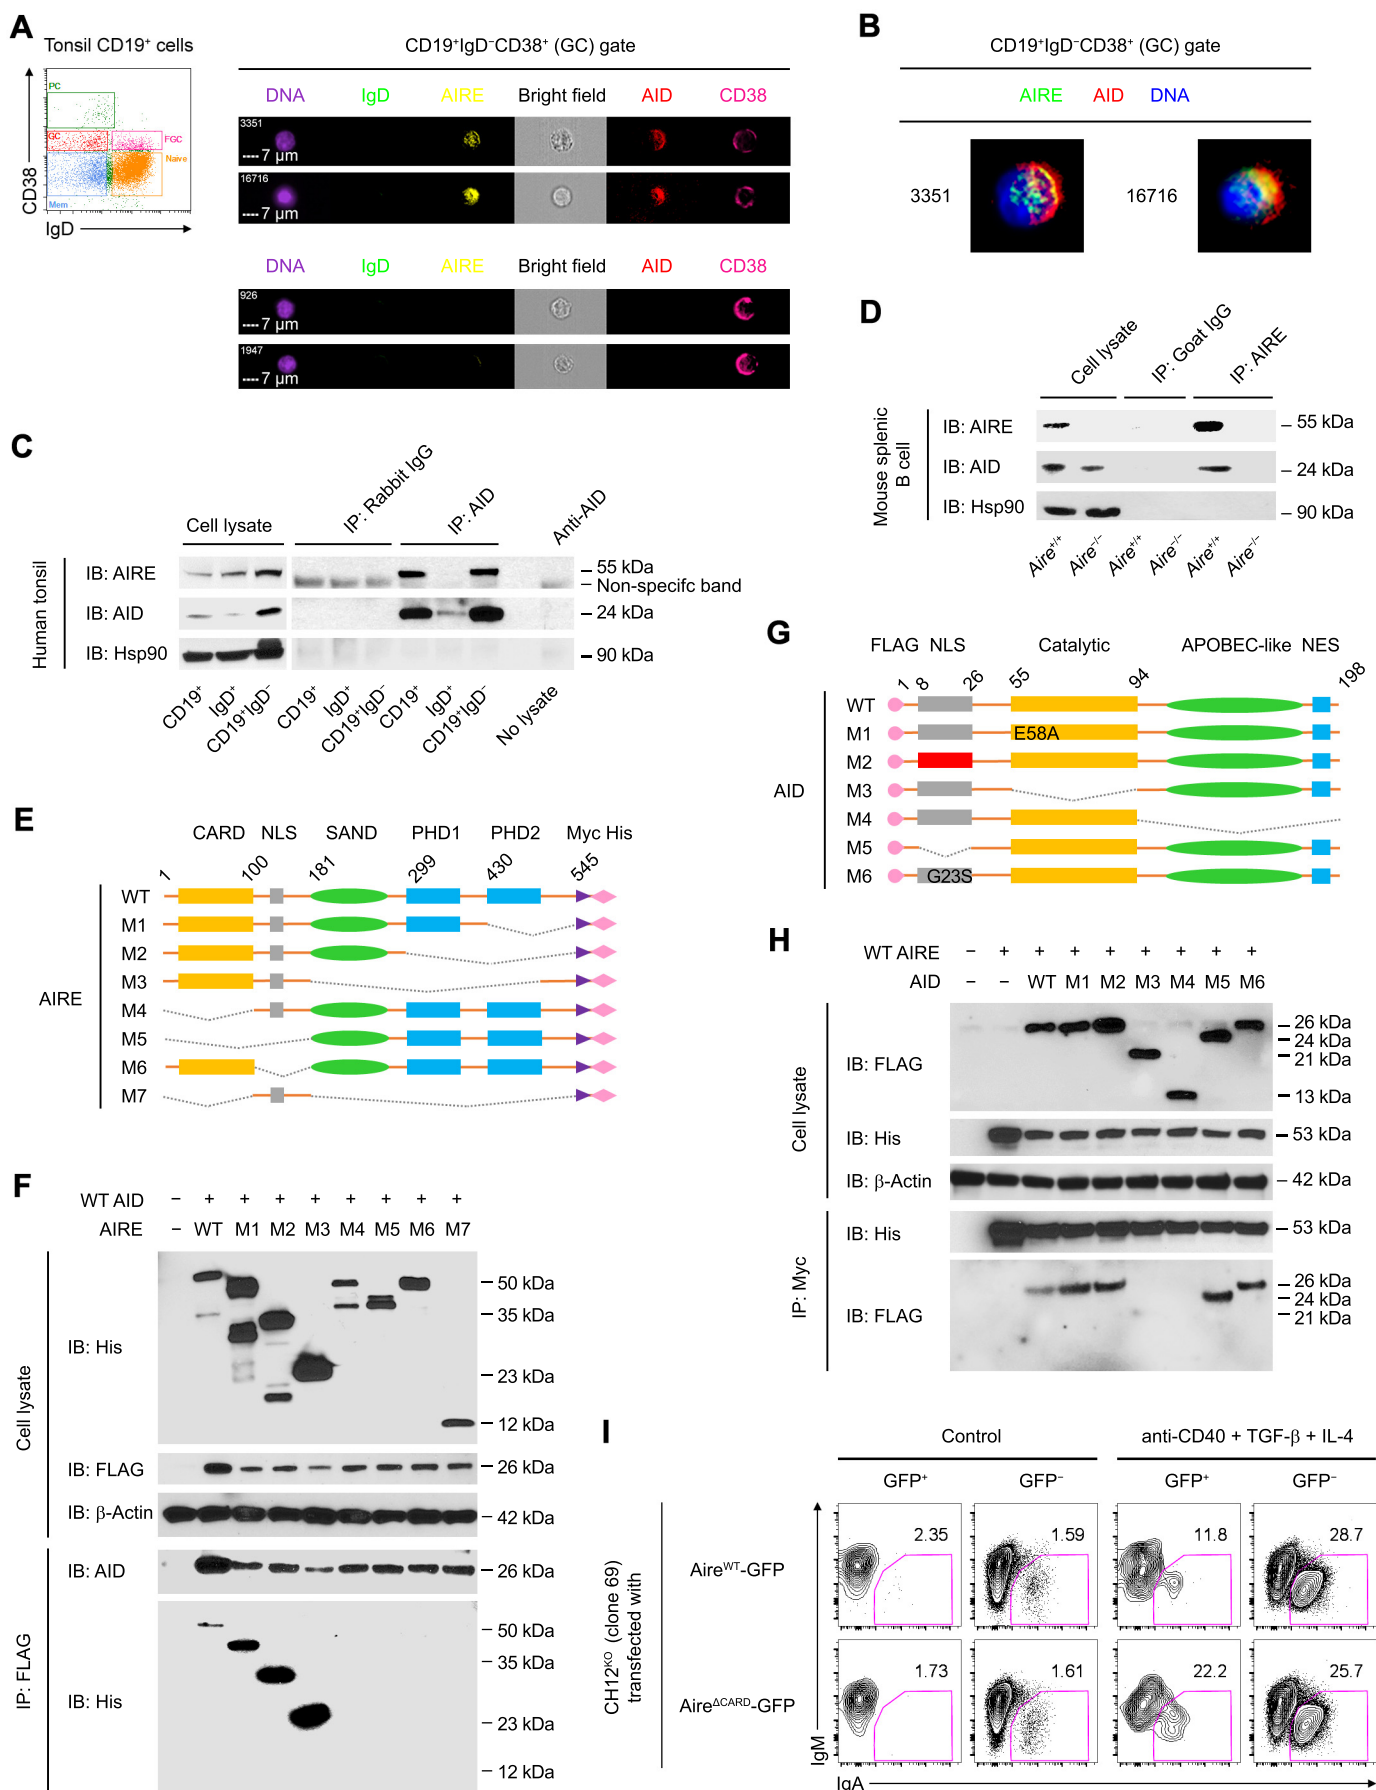 A
Tonsil CD19⁺ cells
PC
GC
FGC
Naive
Mem
CD38
IgD
CD19⁺IgD⁻CD38⁺ (GC) gate
DNA IgD AIRE Bright field AID CD38
3351
7 µm
16716
7 µm
DNA IgD AIRE Bright field AID CD38
926
7 µm
1947
7 µm
B
CD19⁺IgD⁻CD38⁺ (GC) gate
AIRE AID DNA
3351
16716
C
Human tonsil
Cell lysate
IP: Rabbit IgG
IP: AID
Anti-AID
IB: AIRE
55 kDa
Non-specifc band
IB: AID
24 kDa
IB: Hsp90
90 kDa
CD19⁺ IgD⁺ CD19⁺IgD⁻ CD19⁺ IgD⁺ CD19⁺IgD⁻ CD19⁺ IgD⁺ CD19⁺IgD⁻ No lysate
D
Mouse splenic
B cell
Cell lysate
IP: Goat IgG
IP: AIRE
IB: AIRE
55 kDa
IB: AID
24 kDa
IB: Hsp90
90 kDa
Aire⁺/⁺ Aire⁻/⁻ Aire⁺/⁺ Aire⁻/⁻ Aire⁺/⁺ Aire⁻/⁻
E
CARD NLS SAND PHD1 PHD2 Myc His
1 100 181 299 430 545
AIRE
WT
M1
M2
M3
M4
M5
M6
M7
F
WT AID – + + + + + + + +
AIRE – WT M1 M2 M3 M4 M5 M6 M7
Cell lysate
IB: His
50 kDa
35 kDa
23 kDa
12 kDa
IB: FLAG
26 kDa
IB: β-Actin
42 kDa
IP: FLAG
IB: AID
26 kDa
IB: His
50 kDa
35 kDa
23 kDa
12 kDa
G
FLAG NLS Catalytic APOBEC-like NES
1 8 26 55 94 198
AID
WT
M1 E58A
M2
M3
M4
M5
M6 G23S
H
WT AIRE – + + + + + + + +
AID – – WT M1 M2 M3 M4 M5 M6
Cell lysate
IB: FLAG
26 kDa
24 kDa
21 kDa
13 kDa
IB: His
53 kDa
IB: β-Actin
42 kDa
IP: Myc
IB: His
53 kDa
IB: FLAG
26 kDa
24 kDa
21 kDa
I
Control
anti-CD40 + TGF-β + IL-4
GFP⁺ GFP⁻ GFP⁺ GFP⁻
CH12ᴷᴼ (clone 69)
transfected with
Aireᵂᵀ-GFP
2.35 1.59 11.8 28.7
Aire^ΔCARD-GFP
1.73 1.61 22.2 25.7
IgM
IgA